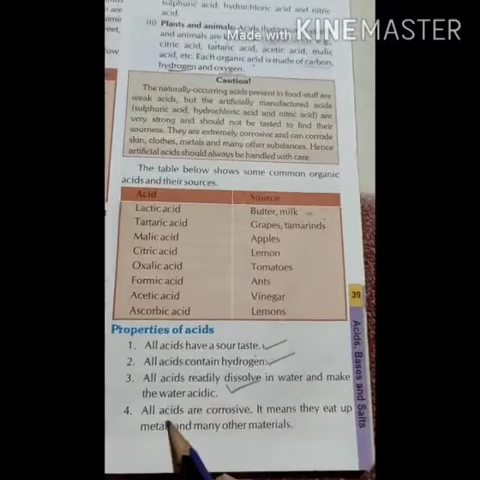 Made with KINEMASTER
are
sulphuric acid, hydrochloric acid and nitric
acid.
(ii) Plants and animals: Acids
and animals are
citric acid, tartaric acid, acetic acid, malic
acid, etc. Each organic acid is made of carbon,
hydrogen and oxygen.
Caution!
The naturally-occurring acids present in food-stuff are
weak acids, but the artificially manufactured acids
(sulphuric acid, hydrochloric acid and nitric acid) are
very strong and should not be tasted to find their
sourness. They are extremely corrosive and can corrode
skin, clothes, metals and many other substances. Hence
artificial acids should always be handled with care.
The table below shows some common organic
acids and their sources.
Acid Source
Lactic acid Butter, milk
Tartaric acid Grapes, tamarinds
Malic acid Apples
Citric acid Lemon
Oxalic acid Tomatoes
Formic acid Ants
Acetic acid Vinegar
Ascorbic acid Lemons
Properties of acids
1. All acids have a sour taste.
2. All acids contain hydrogen.
3. All acids readily dissolve in water and make
the water acidic.
4. All acids are corrosive. It means they eat up
metals and many other materials.
39
Acids, Bases and Salts